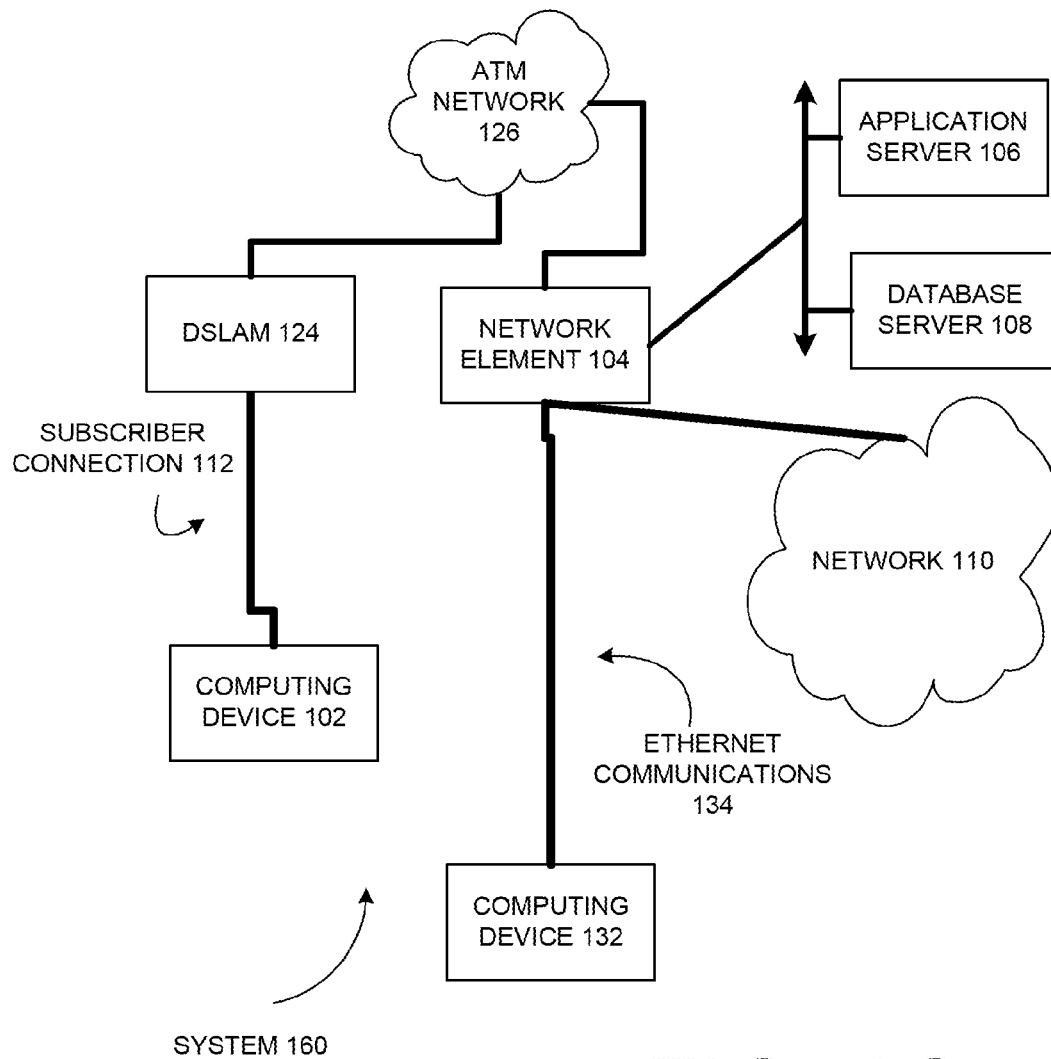 ATM
NETWORK
126
APPLICATION
SERVER 106
DSLAM 124
NETWORK
ELEMENT 104
DATABASE
SERVER 108
SUBSCRIBER
CONNECTION 112
NETWORK 110
COMPUTING
DEVICE 102
ETHERNET
COMMUNICATIONS
134
COMPUTING
DEVICE 132
SYSTEM 160